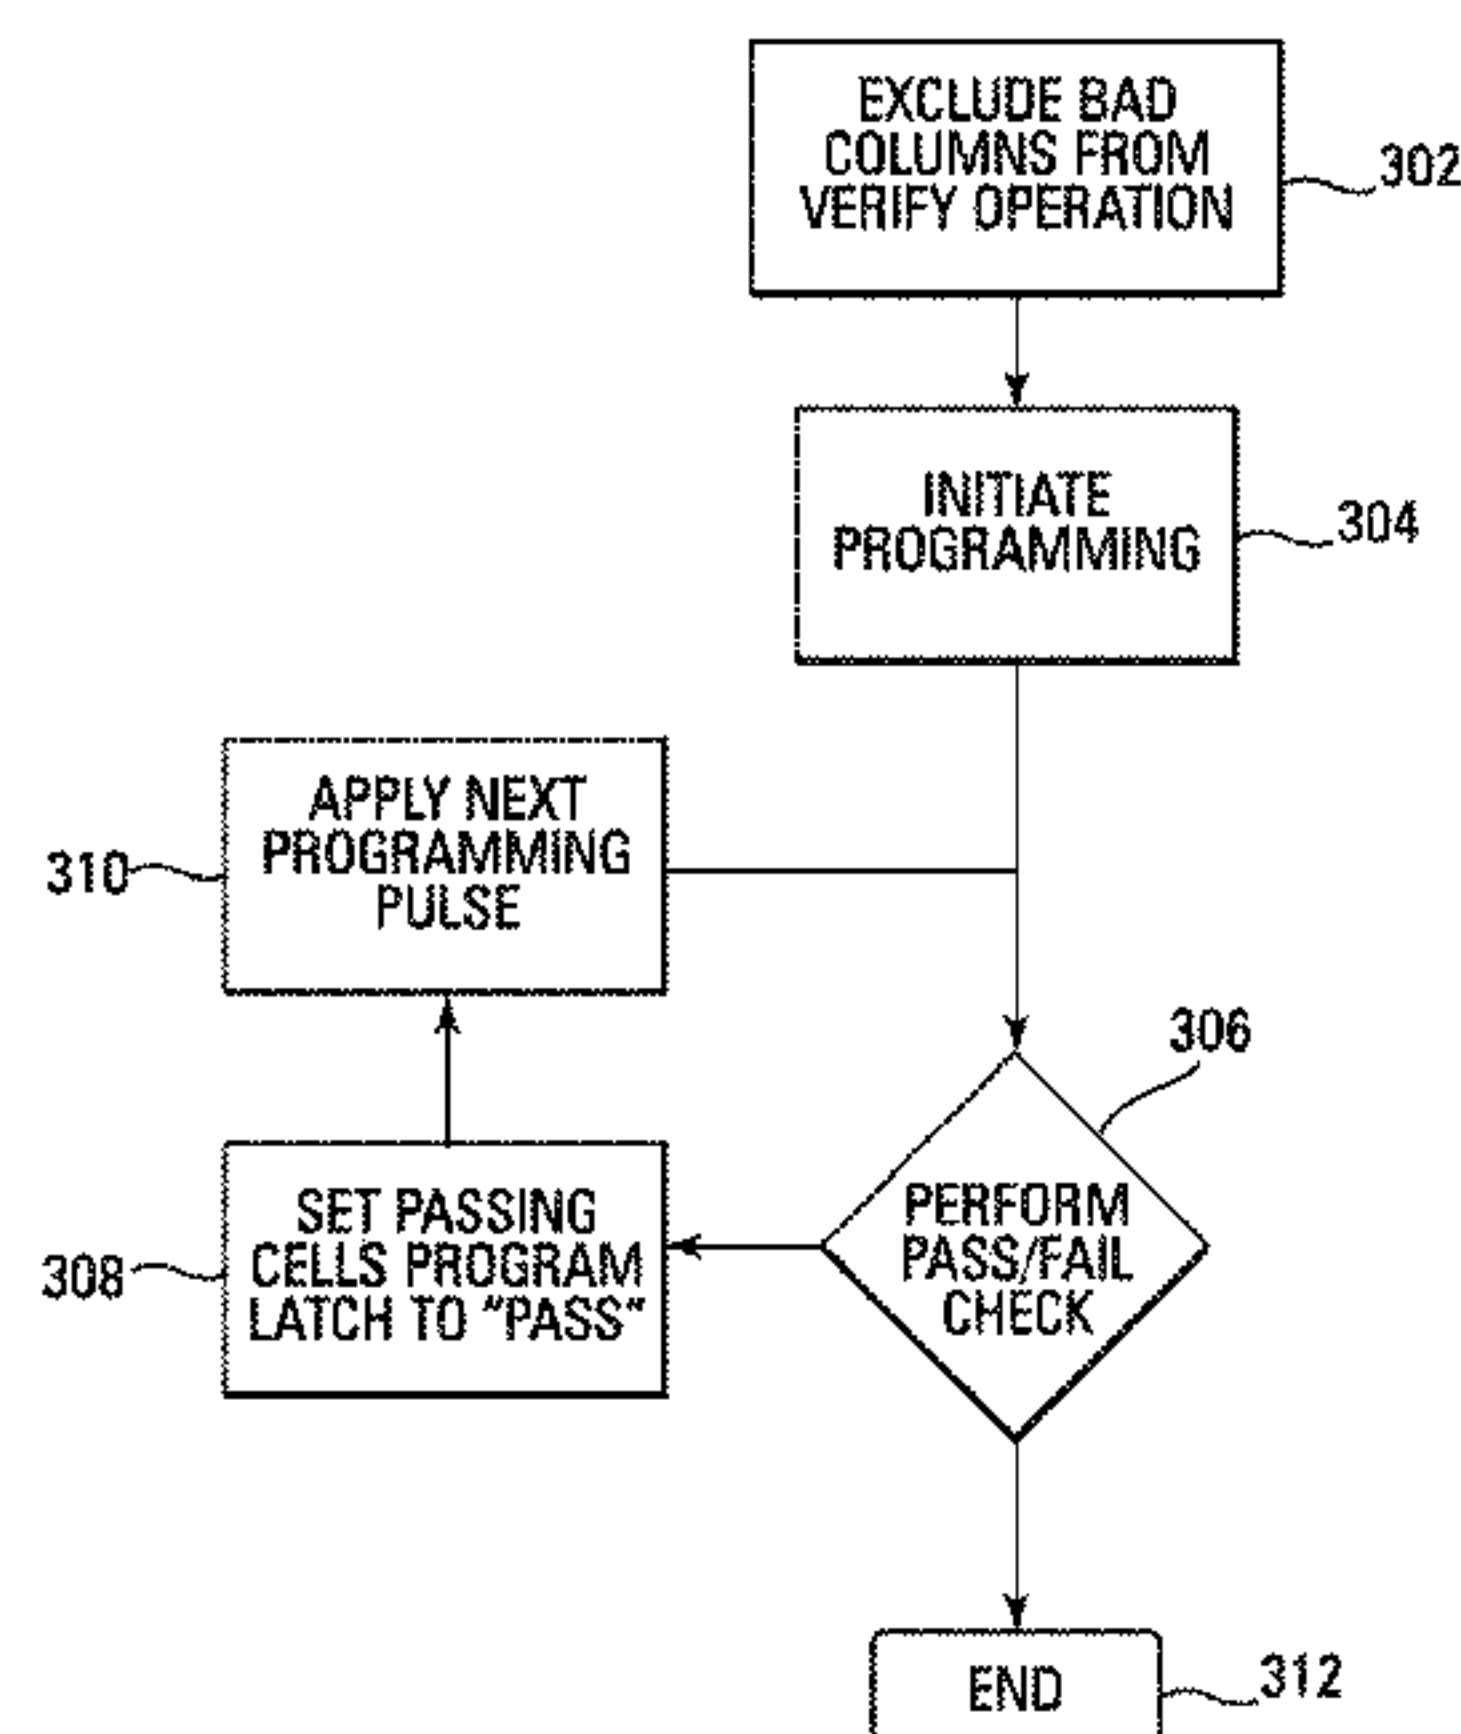 EXCLUDE BAD
COLUMNS FROM
VERIFY OPERATION
302
INITIATE
PROGRAMMING
304
APPLY NEXT
PROGRAMMING
PULSE
310
306
PERFORM
PASS/FAIL
CHECK
SET PASSING
CELLS PROGRAM
LATCH TO "PASS"
308
END
312